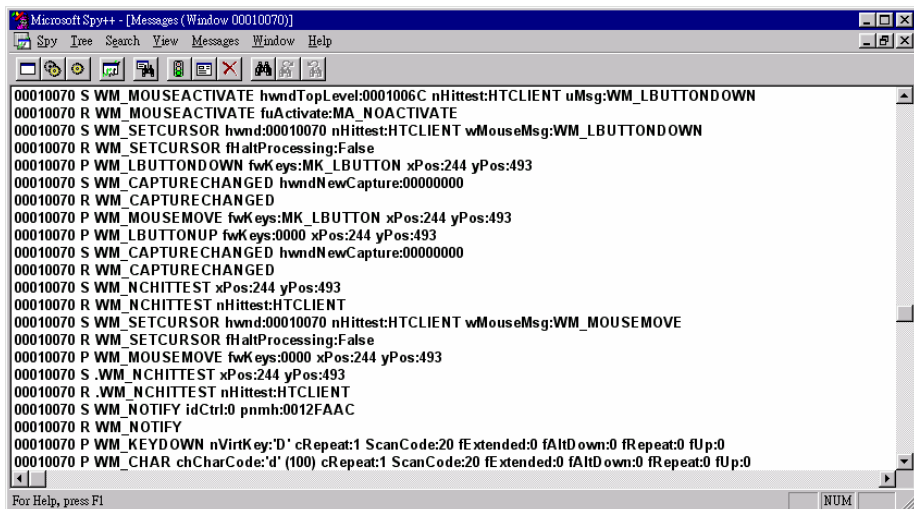 Microsoft Spy++ - [Messages (Window 00010070)]
Spy Tree Search View Messages Window Help
00010070 S WM_MOUSEACTIVATE hwndTopLevel:0001006C nHittest:HTCLIENT uMsg:WM_LBUTTONDOWN
00010070 R WM_MOUSEACTIVATE fuActivate:MA_NOACTIVATE
00010070 S WM_SETCURSOR hwnd:00010070 nHittest:HTCLIENT wMouseMsg:WM_LBUTTONDOWN
00010070 R WM_SETCURSOR fHaltProcessing:False
00010070 P WM_LBUTTONDOWN fwKeys:MK_LBUTTON xPos:244 yPos:493
00010070 S WM_CAPTURECHANGED hwndNewCapture:00000000
00010070 R WM_CAPTURECHANGED
00010070 P WM_MOUSEMOVE fwKeys:MK_LBUTTON xPos:244 yPos:493
00010070 P WM_LBUTTONUP fwKeys:0000 xPos:244 yPos:493
00010070 S WM_CAPTURECHANGED hwndNewCapture:00000000
00010070 R WM_CAPTURECHANGED
00010070 S WM_NCHITTEST xPos:244 yPos:493
00010070 R WM_NCHITTEST nHittest:HTCLIENT
00010070 S WM_SETCURSOR hwnd:00010070 nHittest:HTCLIENT wMouseMsg:WM_MOUSEMOVE
00010070 R WM_SETCURSOR fHaltProcessing:False
00010070 P WM_MOUSEMOVE fwKeys:0000 xPos:244 yPos:493
00010070 S .WM_NCHITTEST xPos:244 yPos:493
00010070 R .WM_NCHITTEST nHittest:HTCLIENT
00010070 S WM_NOTIFY idCtrl:0 pnmh:0012FAAC
00010070 R WM_NOTIFY
00010070 P WM_KEYDOWN nVirtKey:'D' cRepeat:1 ScanCode:20 fExtended:0 fAltDown:0 fRepeat:0 fUp:0
00010070 P WM_CHAR chCharCode:'d' (100) cRepeat:1 ScanCode:20 fExtended:0 fAltDown:0 fRepeat:0 fUp:0
For Help, press F1
NUM